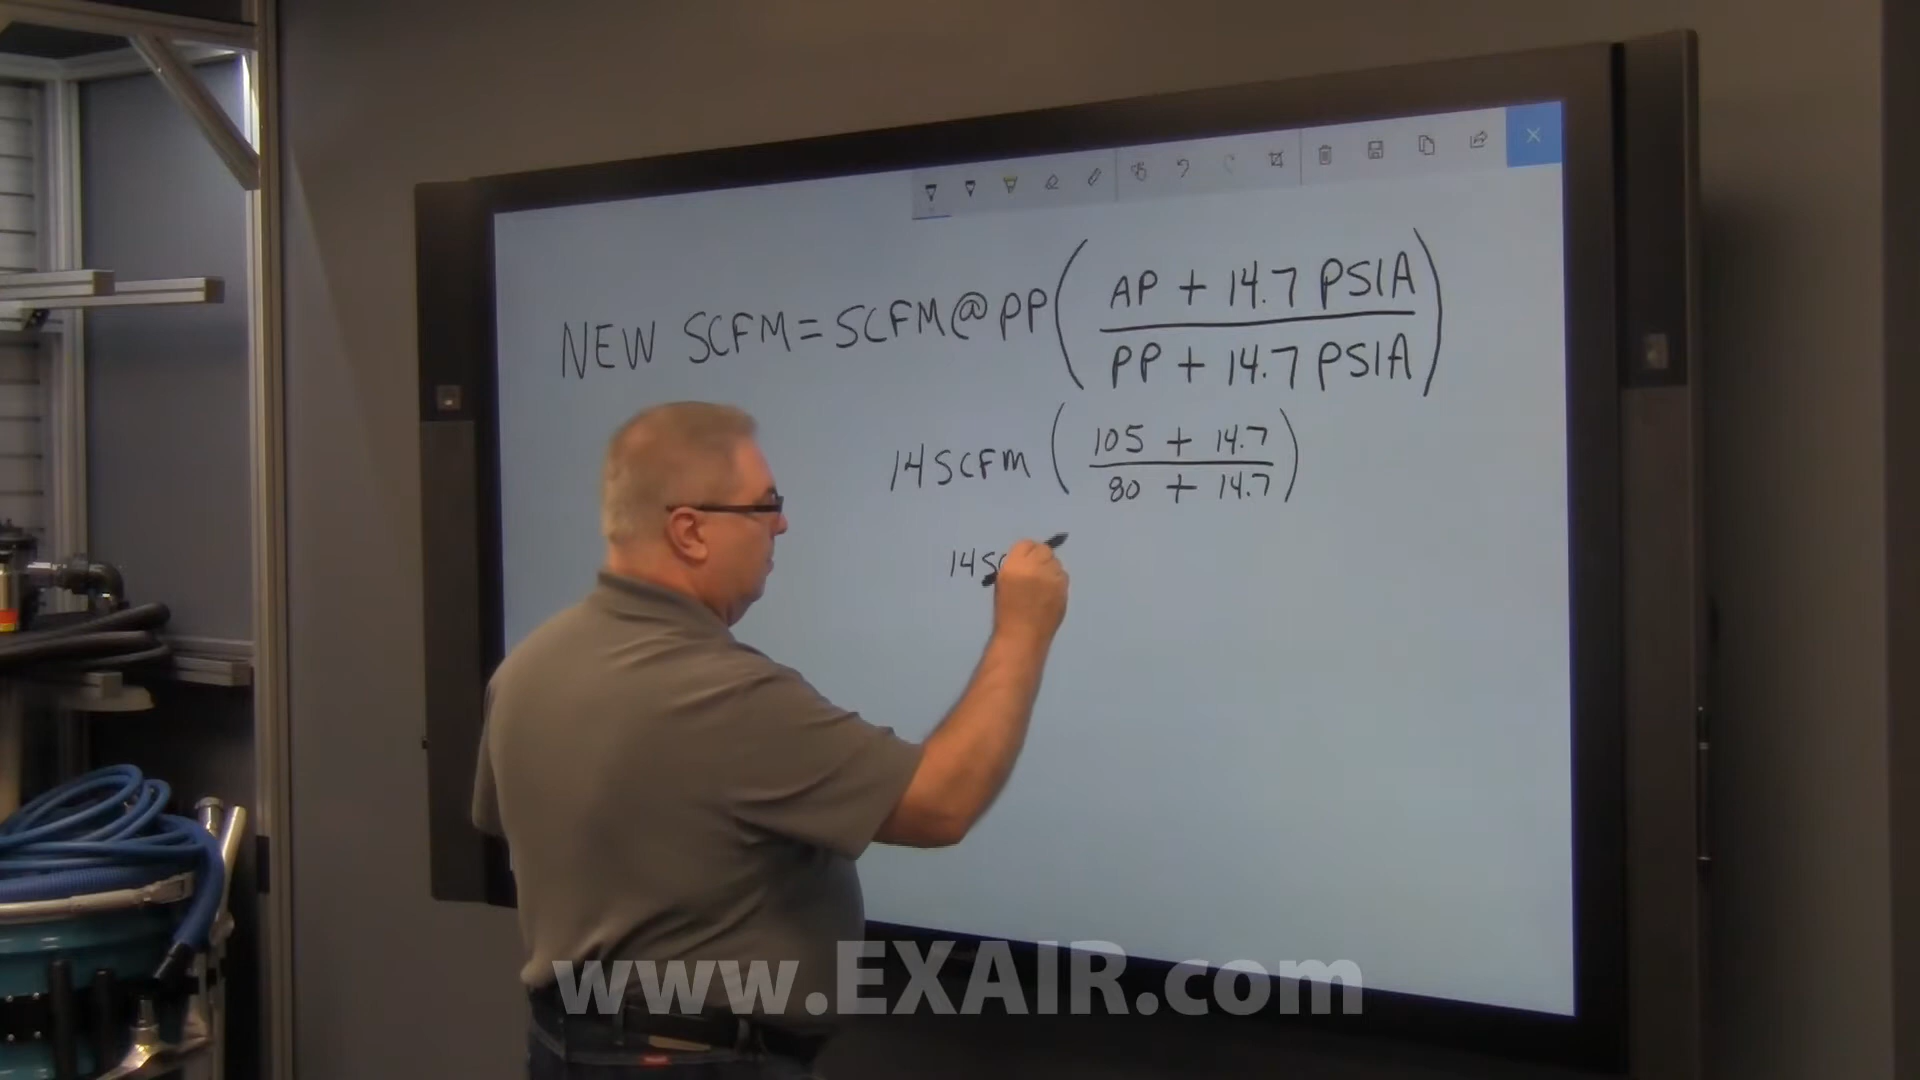 NEW SCFM = SCFM @ PP ( AP + 14.7 PSIA / PP + 14.7 PSIA )
14 SCFM ( 105 + 14.7 / 80 + 14.7 )
14 S
www.EXAIR.com